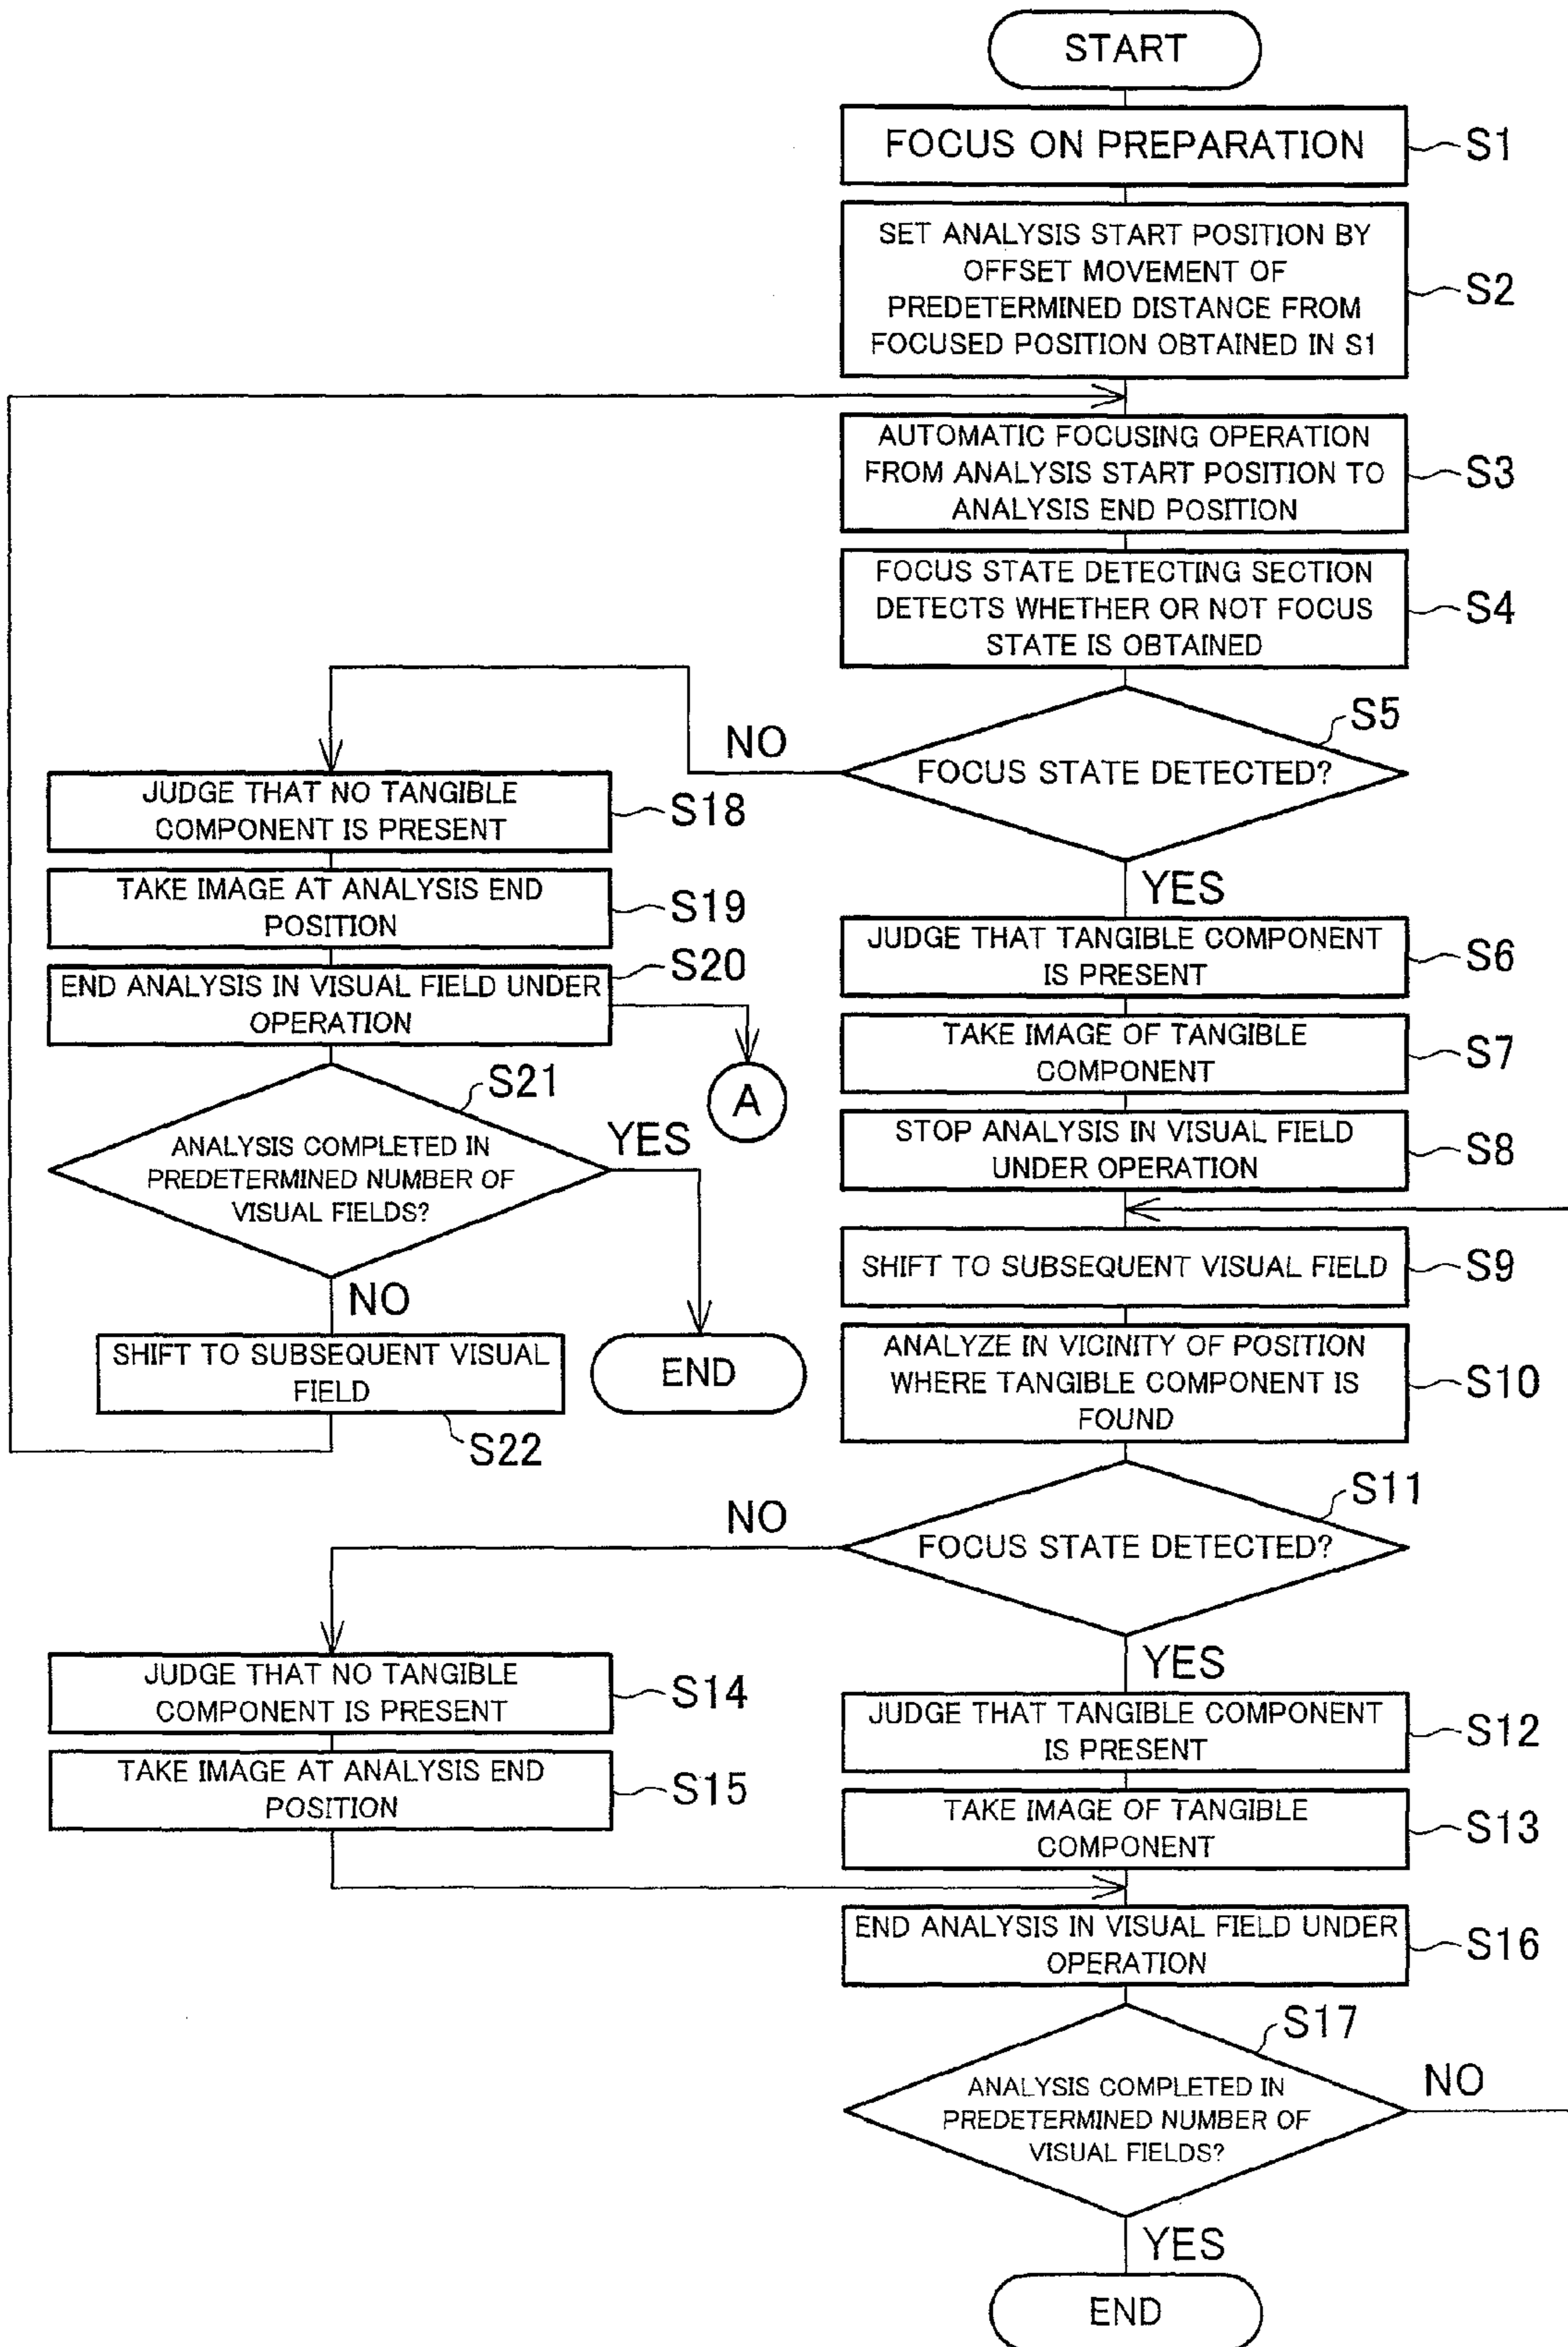 START
FOCUS ON PREPARATION
S1
SET ANALYSIS START POSITION BY
OFFSET MOVEMENT OF
PREDETERMINED DISTANCE FROM
FOCUSED POSITION OBTAINED IN S1
S2
AUTOMATIC FOCUSING OPERATION
FROM ANALYSIS START POSITION TO
ANALYSIS END POSITION
S3
FOCUS STATE DETECTING SECTION
DETECTS WHETHER OR NOT FOCUS
STATE IS OBTAINED
S4
S5
FOCUS STATE DETECTED?
NO
YES
JUDGE THAT NO TANGIBLE
COMPONENT IS PRESENT
S18
TAKE IMAGE AT ANALYSIS END
POSITION
S19
END ANALYSIS IN VISUAL FIELD UNDER
OPERATION
S20
A
S21
ANALYSIS COMPLETED IN
PREDETERMINED NUMBER OF
VISUAL FIELDS?
YES
END
NO
SHIFT TO SUBSEQUENT VISUAL
FIELD
S22
JUDGE THAT TANGIBLE COMPONENT
IS PRESENT
S6
TAKE IMAGE OF TANGIBLE
COMPONENT
S7
STOP ANALYSIS IN VISUAL FIELD
UNDER OPERATION
S8
SHIFT TO SUBSEQUENT VISUAL FIELD
S9
ANALYZE IN VICINITY OF POSITION
WHERE TANGIBLE COMPONENT IS
FOUND
S10
S11
FOCUS STATE DETECTED?
NO
YES
JUDGE THAT NO TANGIBLE
COMPONENT IS PRESENT
S14
TAKE IMAGE AT ANALYSIS END
POSITION
S15
JUDGE THAT TANGIBLE COMPONENT
IS PRESENT
S12
TAKE IMAGE OF TANGIBLE
COMPONENT
S13
END ANALYSIS IN VISUAL FIELD UNDER
OPERATION
S16
S17
ANALYSIS COMPLETED IN
PREDETERMINED NUMBER OF
VISUAL FIELDS?
NO
YES
END